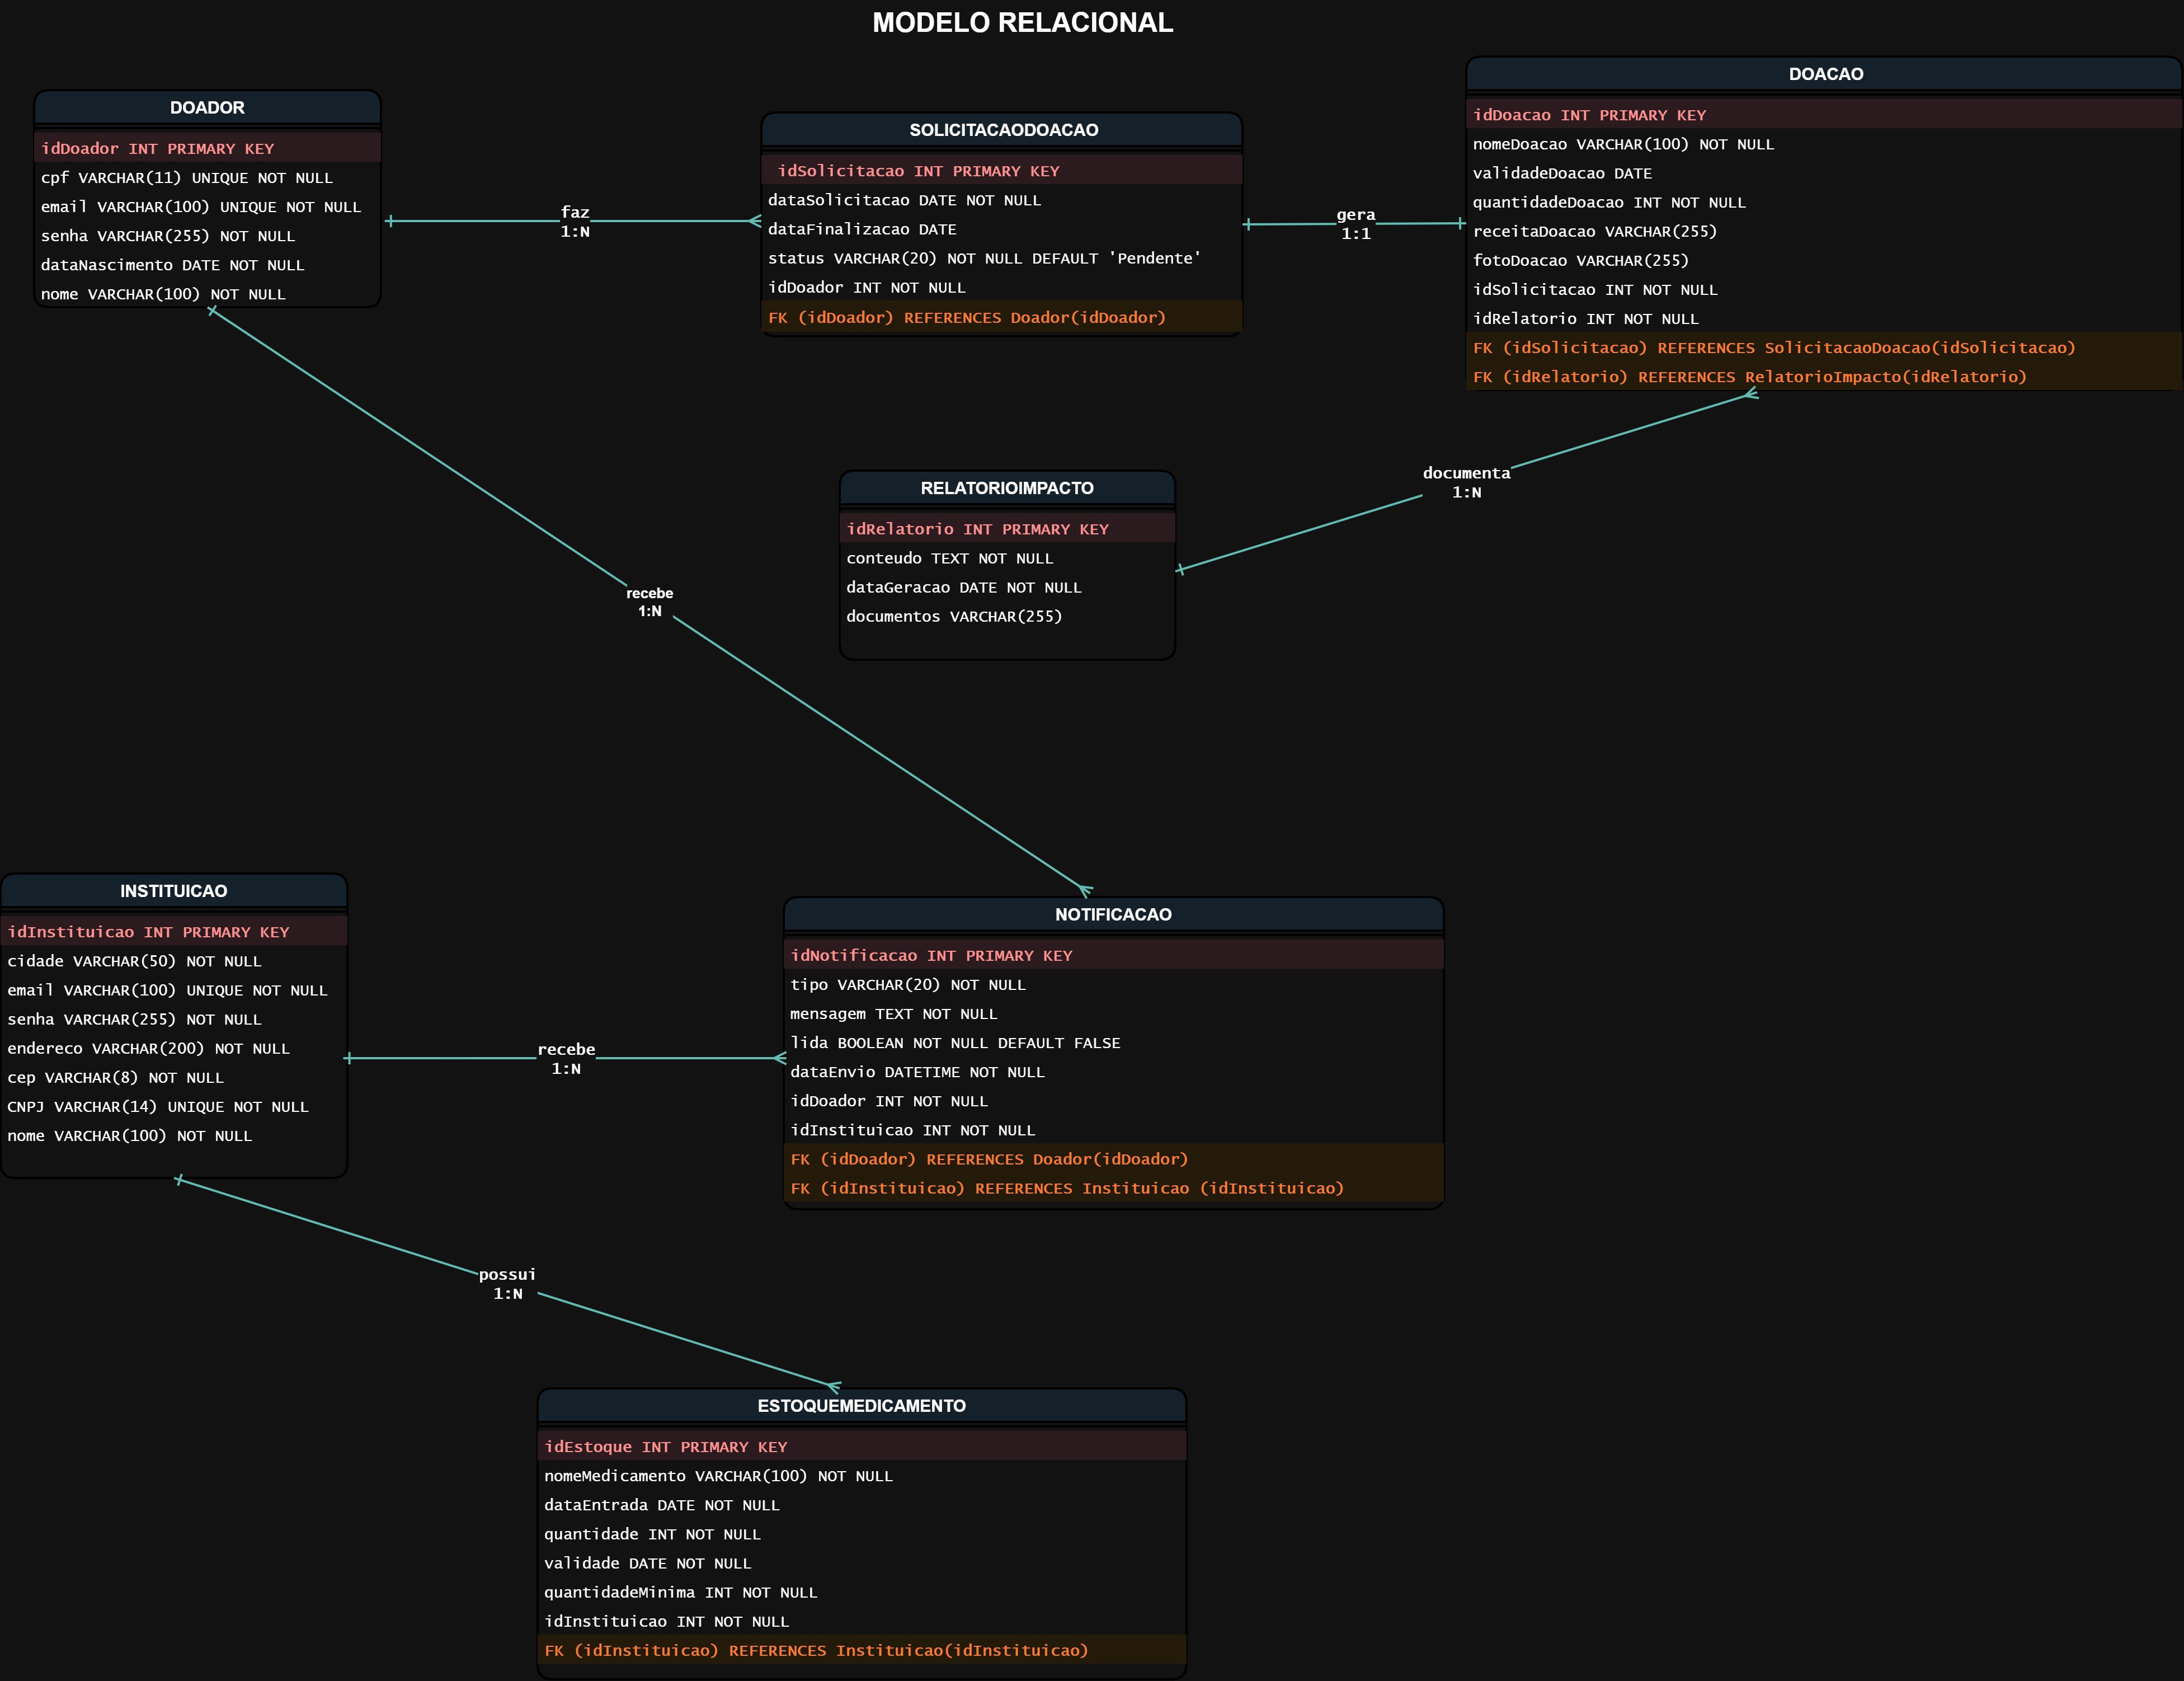 MODELO RELACIONAL
DOADOR
idDoador INT PRIMARY KEY
cpf VARCHAR(11) UNIQUE NOT NULL
email VARCHAR(100) UNIQUE NOT NULL
senha VARCHAR(255) NOT NULL
dataNascimento DATE NOT NULL
nome VARCHAR(100) NOT NULL
faz
1:N
SOLICITACAODOACAO
idSolicitacao INT PRIMARY KEY
dataSolicitacao DATE NOT NULL
dataFinalizacao DATE
status VARCHAR(20) NOT NULL DEFAULT 'Pendente'
idDoador INT NOT NULL
FK (idDoador) REFERENCES Doador(idDoador)
gera
1:1
DOACAO
idDoacao INT PRIMARY KEY
nomeDoacao VARCHAR(100) NOT NULL
validadeDoacao DATE
quantidadeDoacao INT NOT NULL
receitaDoacao VARCHAR(255)
fotoDoacao VARCHAR(255)
idSolicitacao INT NOT NULL
idRelatorio INT NOT NULL
FK (idSolicitacao) REFERENCES SolicitacaoDoacao(idSolicitacao)
FK (idRelatorio) REFERENCES RelatorioImpacto(idRelatorio)
documenta
1:N
RELATORIOIMPACTO
idRelatorio INT PRIMARY KEY
conteudo TEXT NOT NULL
dataGeracao DATE NOT NULL
documentos VARCHAR(255)
recebe
1:N
INSTITUICAO
idInstituicao INT PRIMARY KEY
cidade VARCHAR(50) NOT NULL
email VARCHAR(100) UNIQUE NOT NULL
senha VARCHAR(255) NOT NULL
endereco VARCHAR(200) NOT NULL
cep VARCHAR(8) NOT NULL
CNPJ VARCHAR(14) UNIQUE NOT NULL
nome VARCHAR(100) NOT NULL
recebe
1:N
NOTIFICACAO
idNotificacao INT PRIMARY KEY
tipo VARCHAR(20) NOT NULL
mensagem TEXT NOT NULL
lida BOOLEAN NOT NULL DEFAULT FALSE
dataEnvio DATETIME NOT NULL
idDoador INT NOT NULL
idInstituicao INT NOT NULL
FK (idDoador) REFERENCES Doador(idDoador)
FK (idInstituicao) REFERENCES Instituicao (idInstituicao)
possui
1:N
ESTOQUEMEDICAMENTO
idEstoque INT PRIMARY KEY
nomeMedicamento VARCHAR(100) NOT NULL
dataEntrada DATE NOT NULL
quantidade INT NOT NULL
validade DATE NOT NULL
quantidadeMinima INT NOT NULL
idInstituicao INT NOT NULL
FK (idInstituicao) REFERENCES Instituicao(idInstituicao)